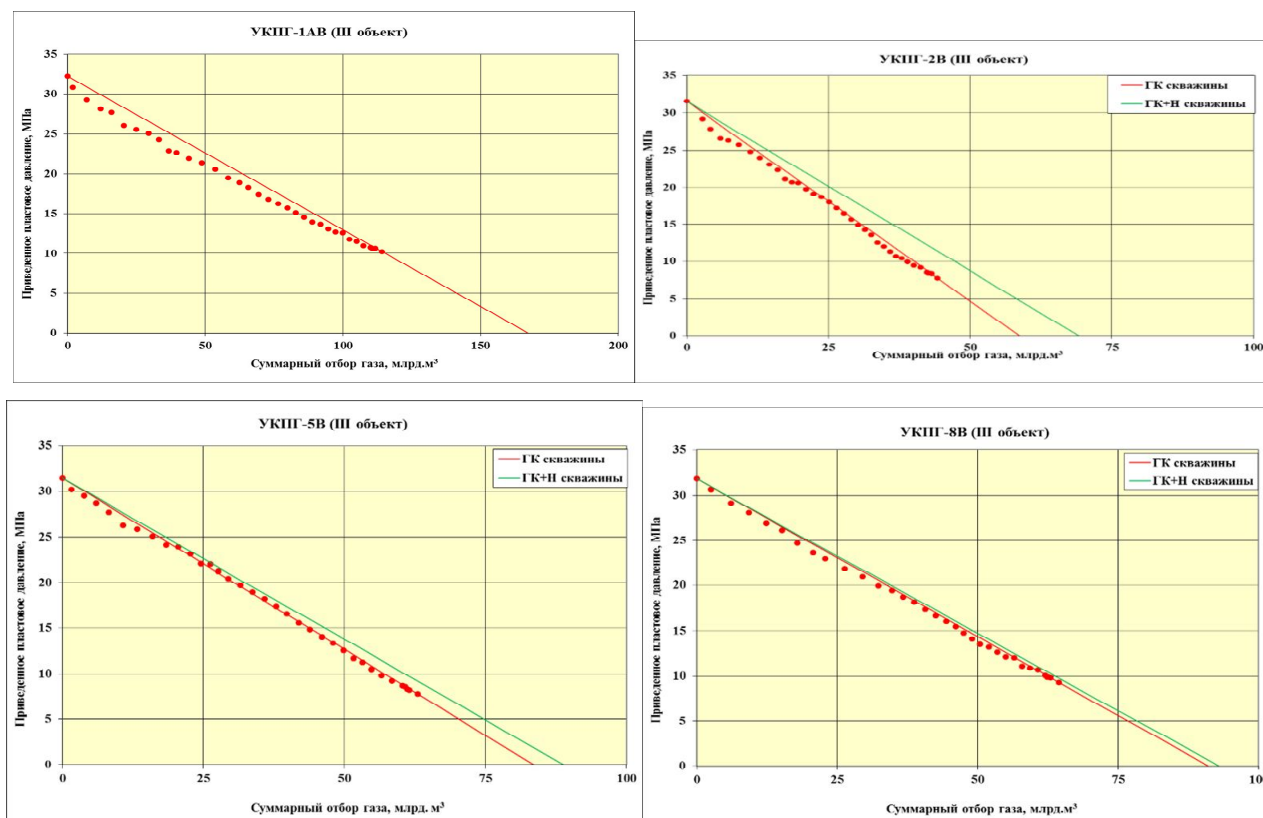 УКПГ-1АВ (III объект)
Приведенное пластовое давление, МПа
35
30
25
20
15
10
5
0
0 50 100 150 200
Суммарный отбор газа, млрд.м³
УКПГ-2В (III объект)
ГК скважины
ГК+Н скважины
Приведенное пластовое давление, МПа
35
30
25
20
15
10
5
0
0 25 50 75 100
Суммарный отбор газа, млрд.м³
УКПГ-5В (III объект)
ГК скважины
ГК+Н скважины
Приведенное пластовое давление, МПа
35
30
25
20
15
10
5
0
0 25 50 75 100
Суммарный отбор газа, млрд. м³
УКПГ-8В (III объект)
ГК скважины
ГК+Н скважины
Приведенное пластовое давление, МПа
35
30
25
20
15
10
5
0
0 25 50 75 100
Суммарный отбор газа, млрд.м³